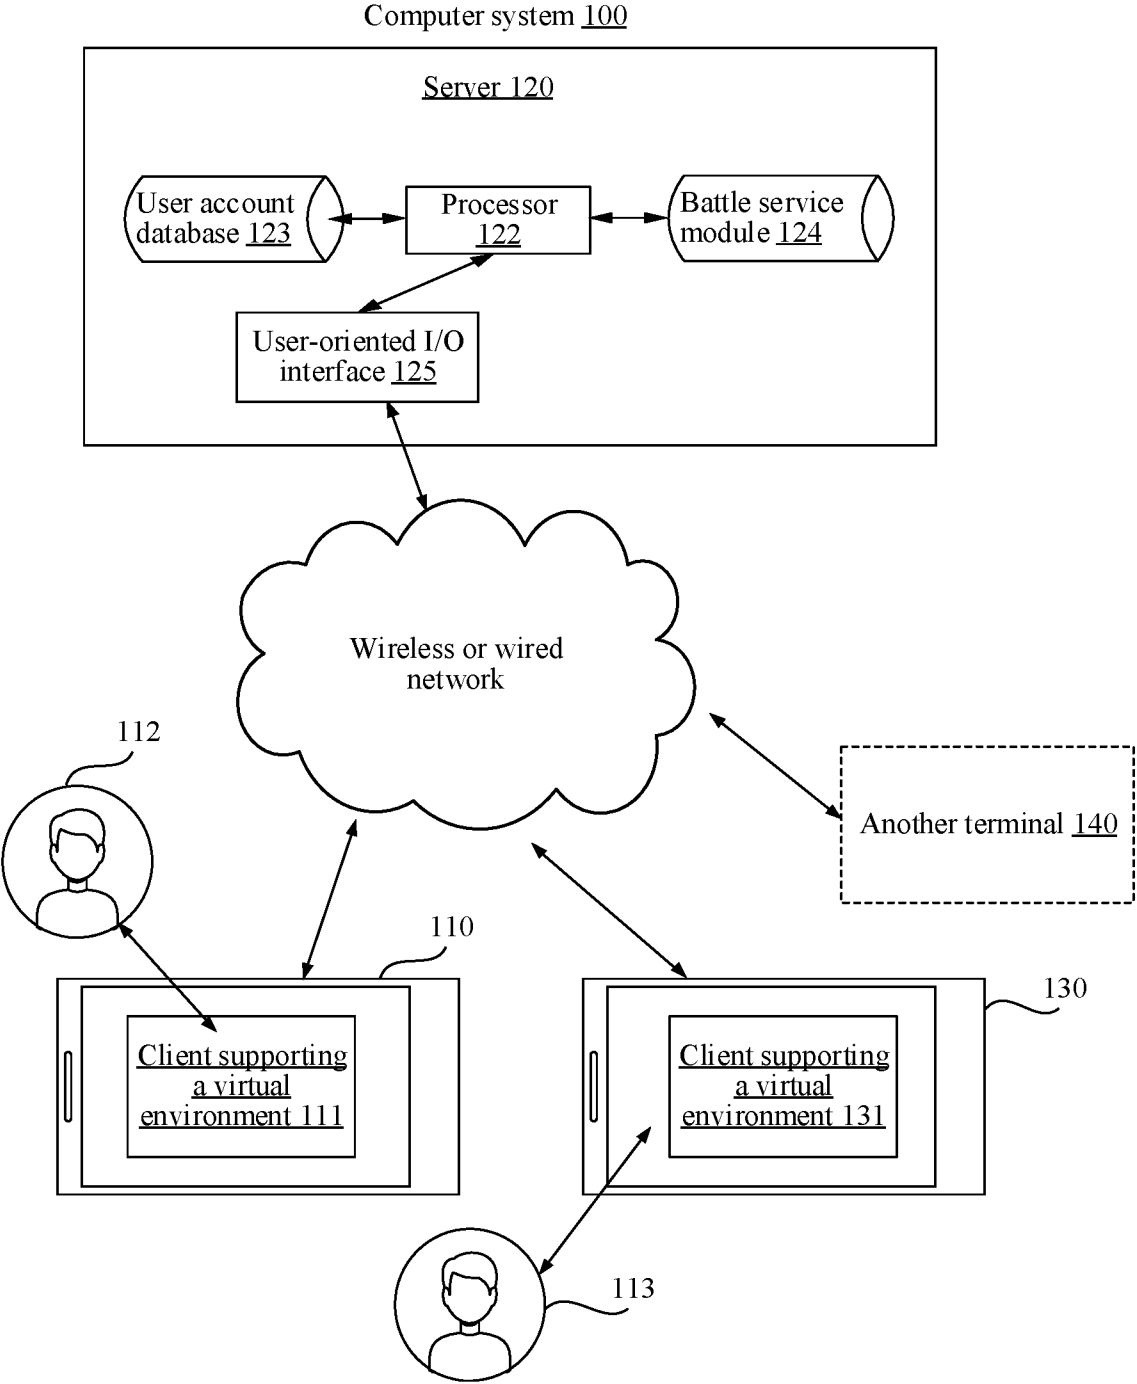 Computer system 100
Server 120
User account
database 123
Processor
122
Battle service
module 124
User-oriented I/O
interface 125
Wireless or wired
network
112
Another terminal 140
110
130
Client supporting
a virtual
environment 111
Client supporting
a virtual
environment 131
113